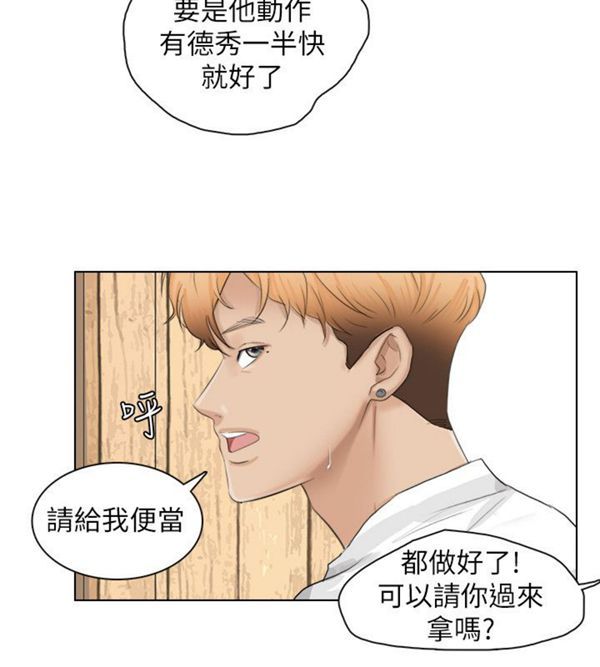 要是他動作
有德秀一半快
就好了
呼
請給我便當
都做好了!
可以請你過來
拿嗎?